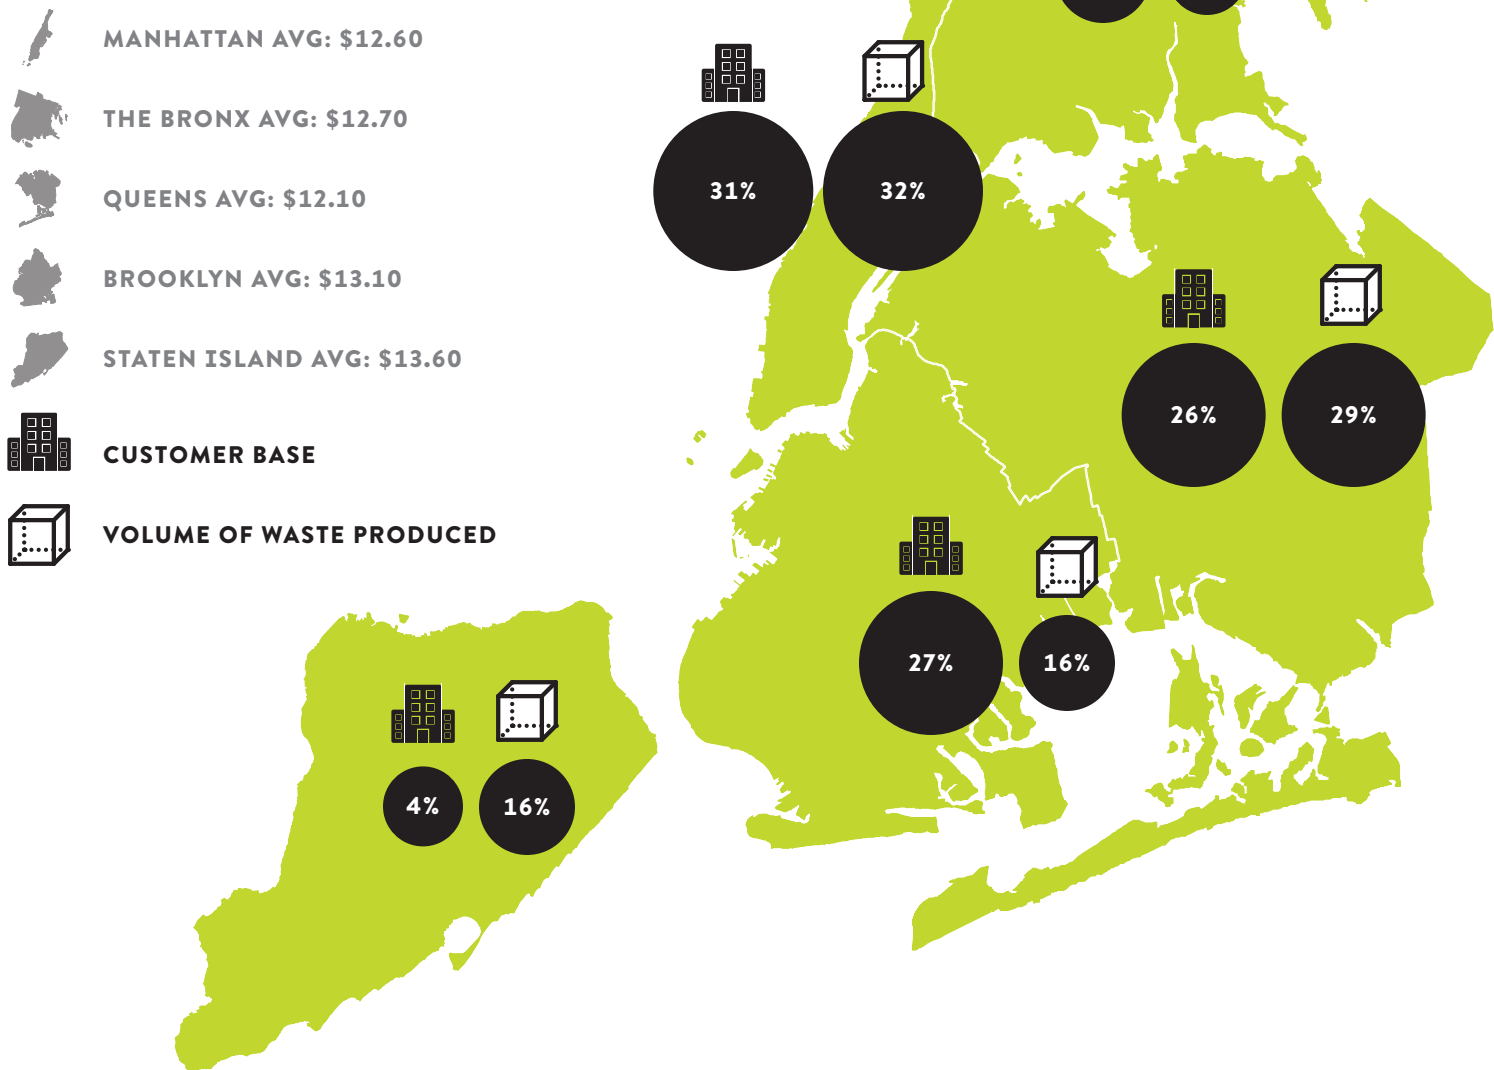 MANHATTAN AVG: $12.60
THE BRONX AVG: $12.70
QUEENS AVG: $12.10
BROOKLYN AVG: $13.10
STATEN ISLAND AVG: $13.60
CUSTOMER BASE
VOLUME OF WASTE PRODUCED
31% 32%
26% 29%
27% 16%
4% 16%